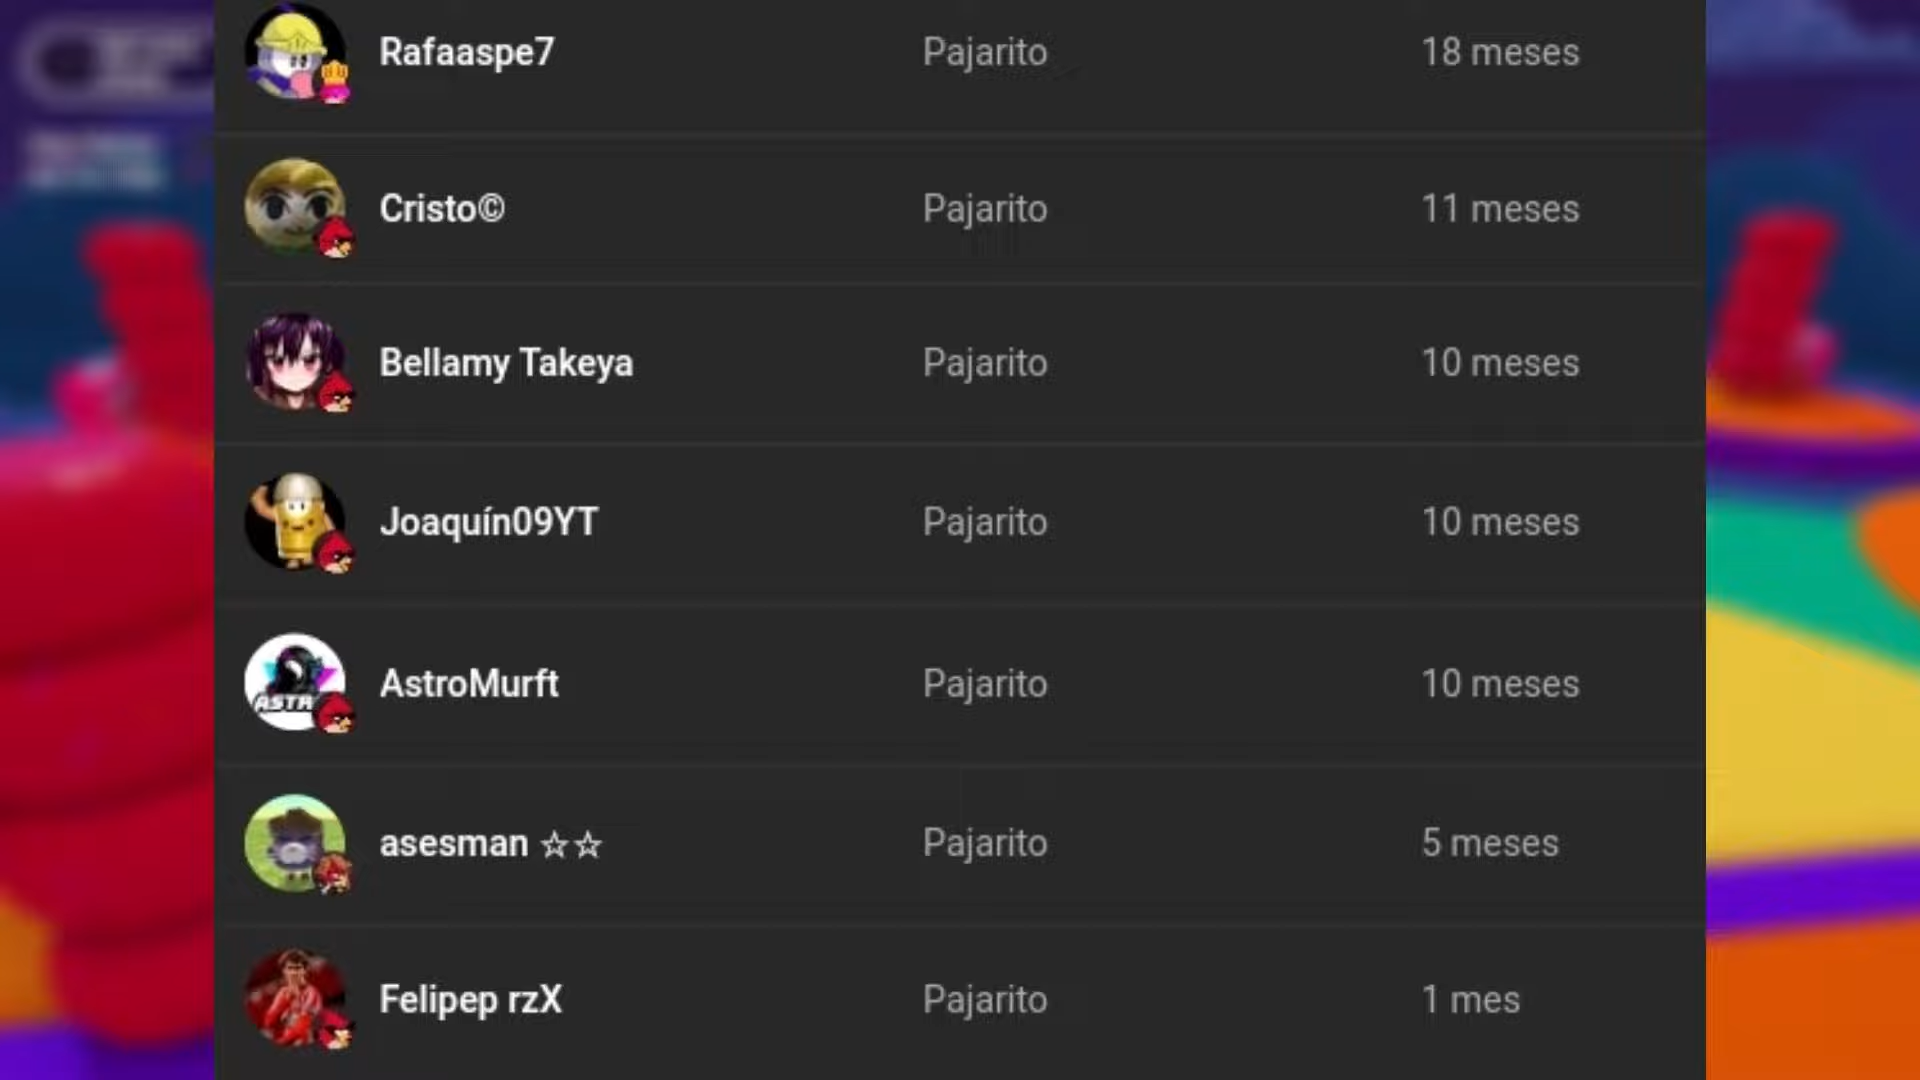 Rafaaspe7 Pajarito 18 meses
Cristo© Pajarito 11 meses
Bellamy Takeya Pajarito 10 meses
Joaquín09YT Pajarito 10 meses
AstroMurft Pajarito 10 meses
ASTR
asesman ☆☆ Pajarito 5 meses
Felipep rzX Pajarito 1 mes